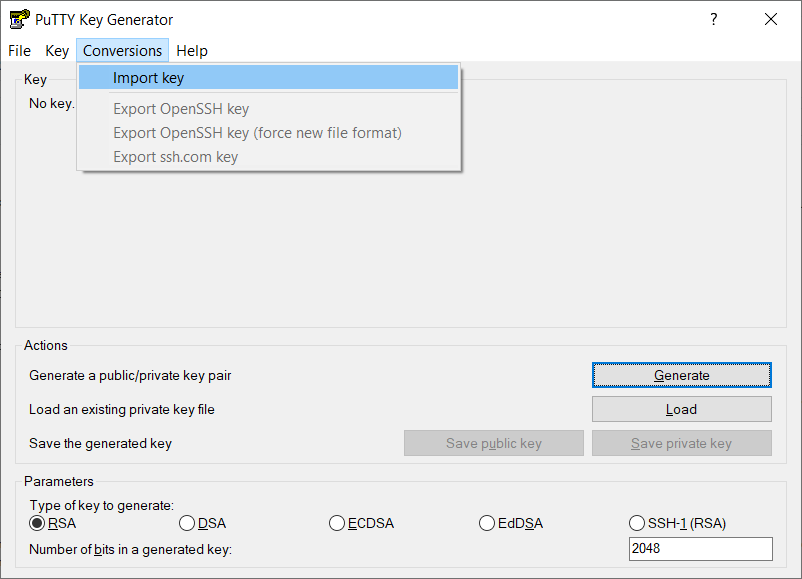 PuTTY Key Generator ?
File Key Conversions Help
Import key
Export OpenSSH key
Export OpenSSH key (force new file format)
Export ssh.com key
Key
No key.
Actions
Generate a public/private key pair
Generate
Load an existing private key file
Load
Save the generated key
Save public key
Save private key
Parameters
Type of key to generate:
RSA DSA ECDSA EdDSA SSH-1 (RSA)
Number of bits in a generated key:
2048